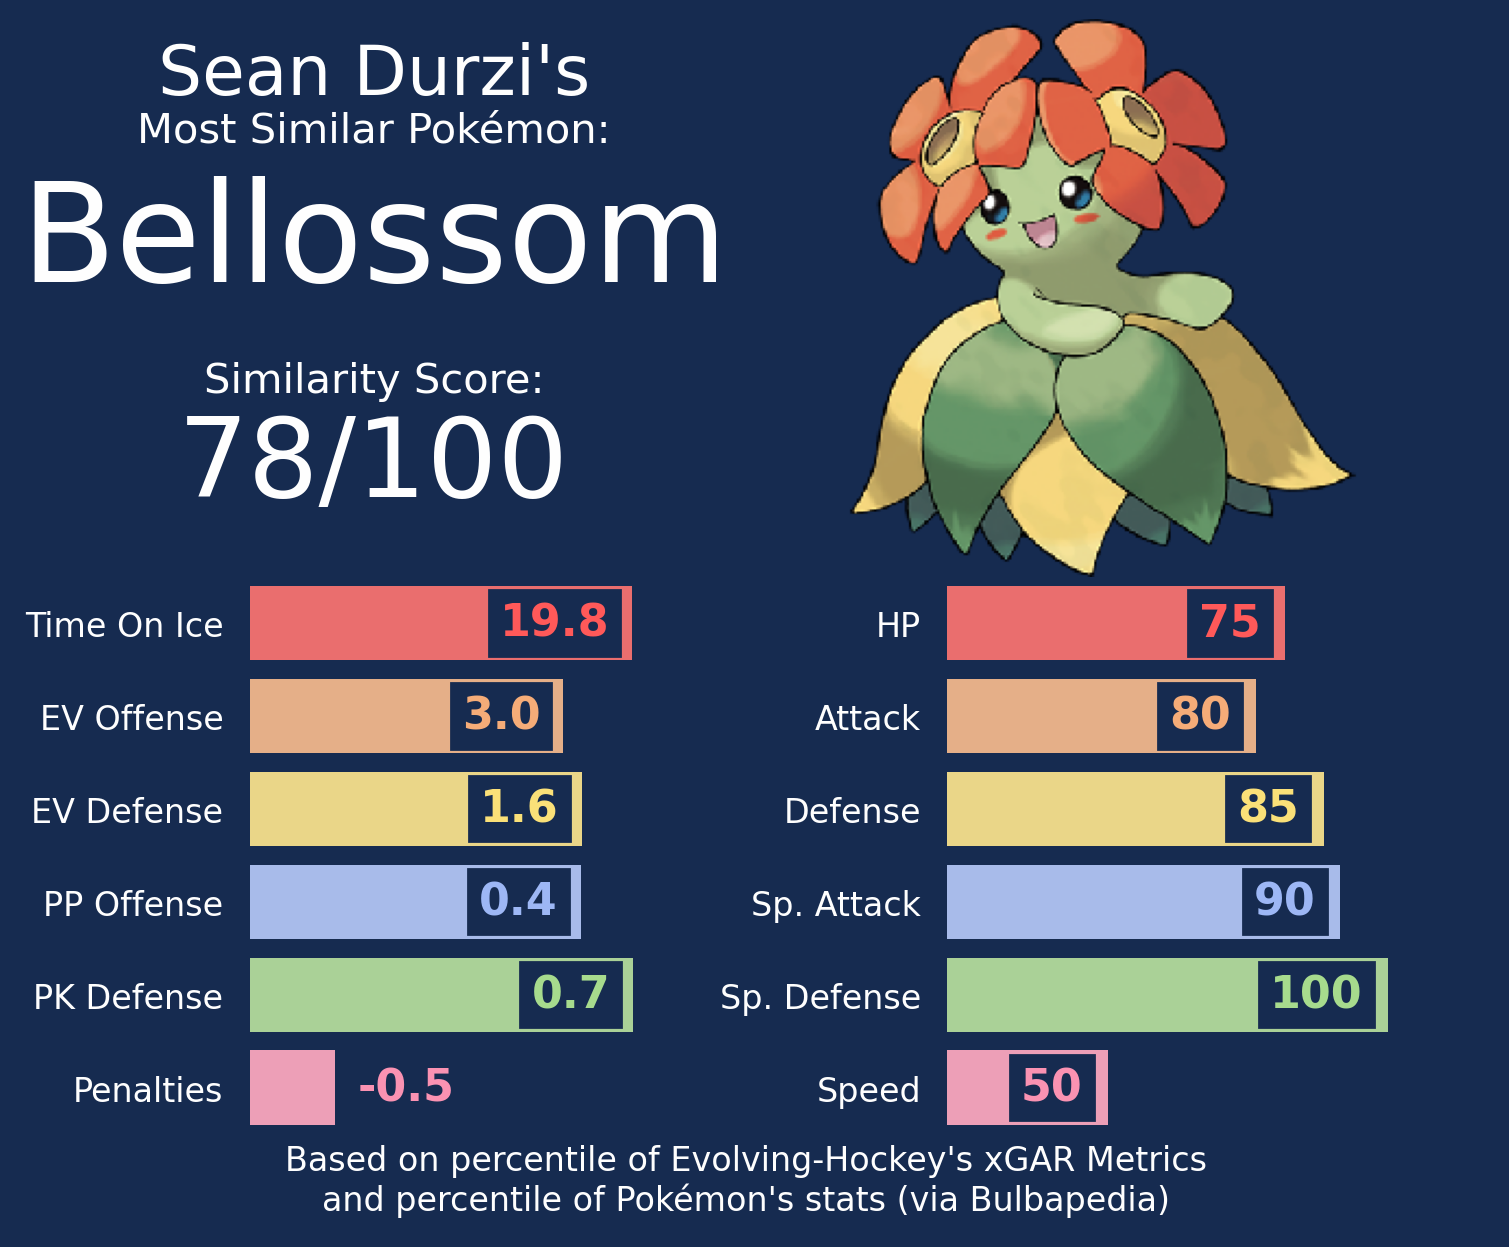 Sean Durzi's
Most Similar Pokémon:
Bellossom
Similarity Score:
78/100
Time On Ice 19.8
EV Offense 3.0
EV Defense 1.6
PP Offense 0.4
PK Defense 0.7
Penalties -0.5
HP 75
Attack 80
Defense 85
Sp. Attack 90
Sp. Defense 100
Speed 50
Based on percentile of Evolving-Hockey's xGAR Metrics
and percentile of Pokémon's stats (via Bulbapedia)